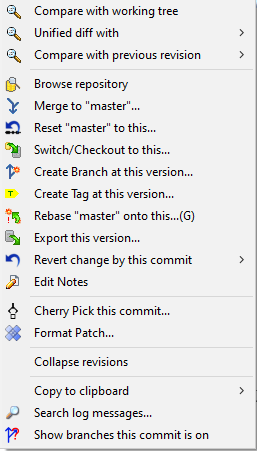 Compare with working tree
Unified diff with
Compare with previous revision
Browse repository
Merge to "master"...
Reset "master" to this...
Switch/Checkout to this...
Create Branch at this version...
Create Tag at this version...
Rebase "master" onto this...(G)
Export this version...
Revert change by this commit
Edit Notes
Cherry Pick this commit...
Format Patch...
Collapse revisions
Copy to clipboard
Search log messages...
Show branches this commit is on